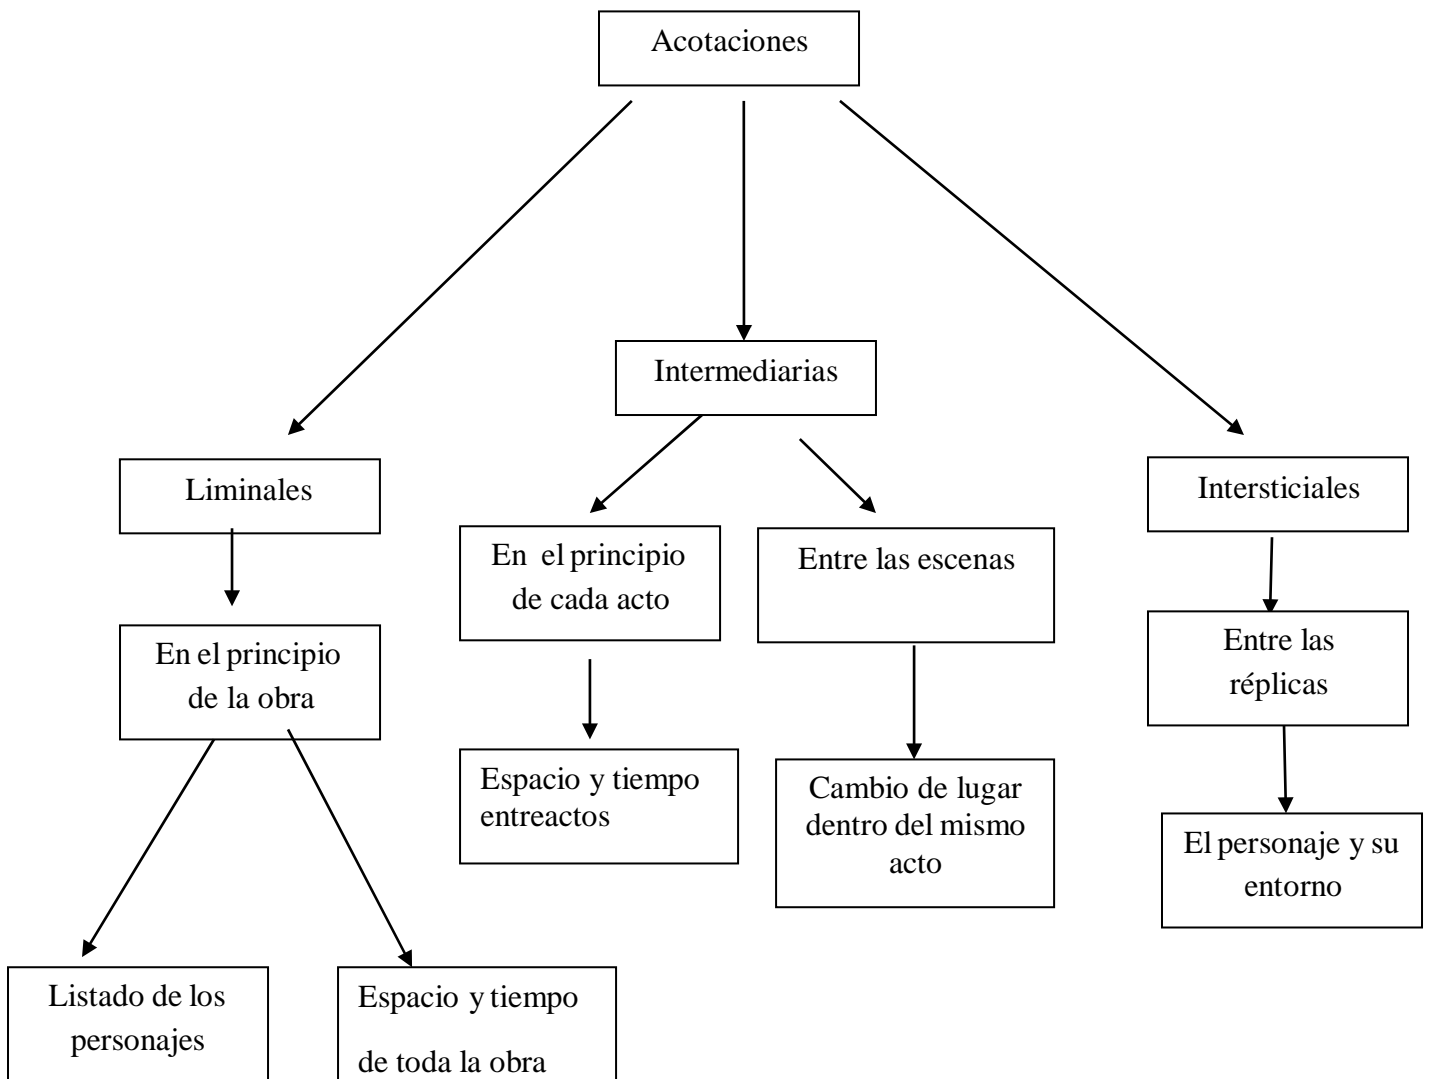 Acotaciones
Intermediarias
Liminales
Intersticiales
En el principio
de cada acto
Entre las escenas
Entre las
réplicas
En el principio
de la obra
Espacio y tiempo
entreactos
Cambio de lugar
dentro del mismo
acto
El personaje y su
entorno
Listado de los
personajes
Espacio y tiempo
de toda la obra